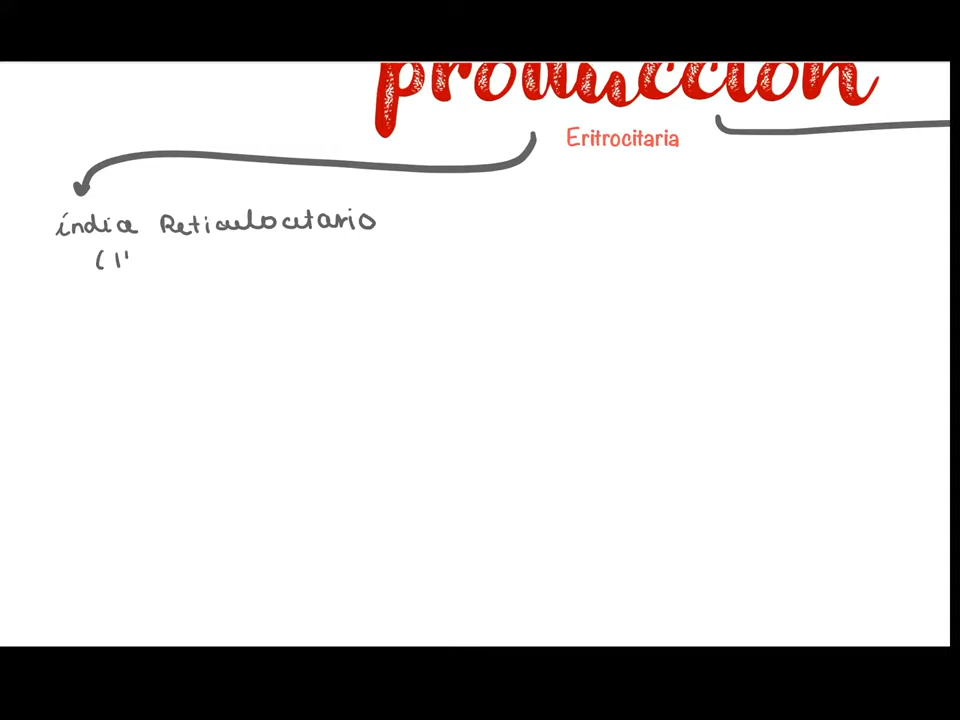 producción
Eritrocitaria
índice Reticulocitario